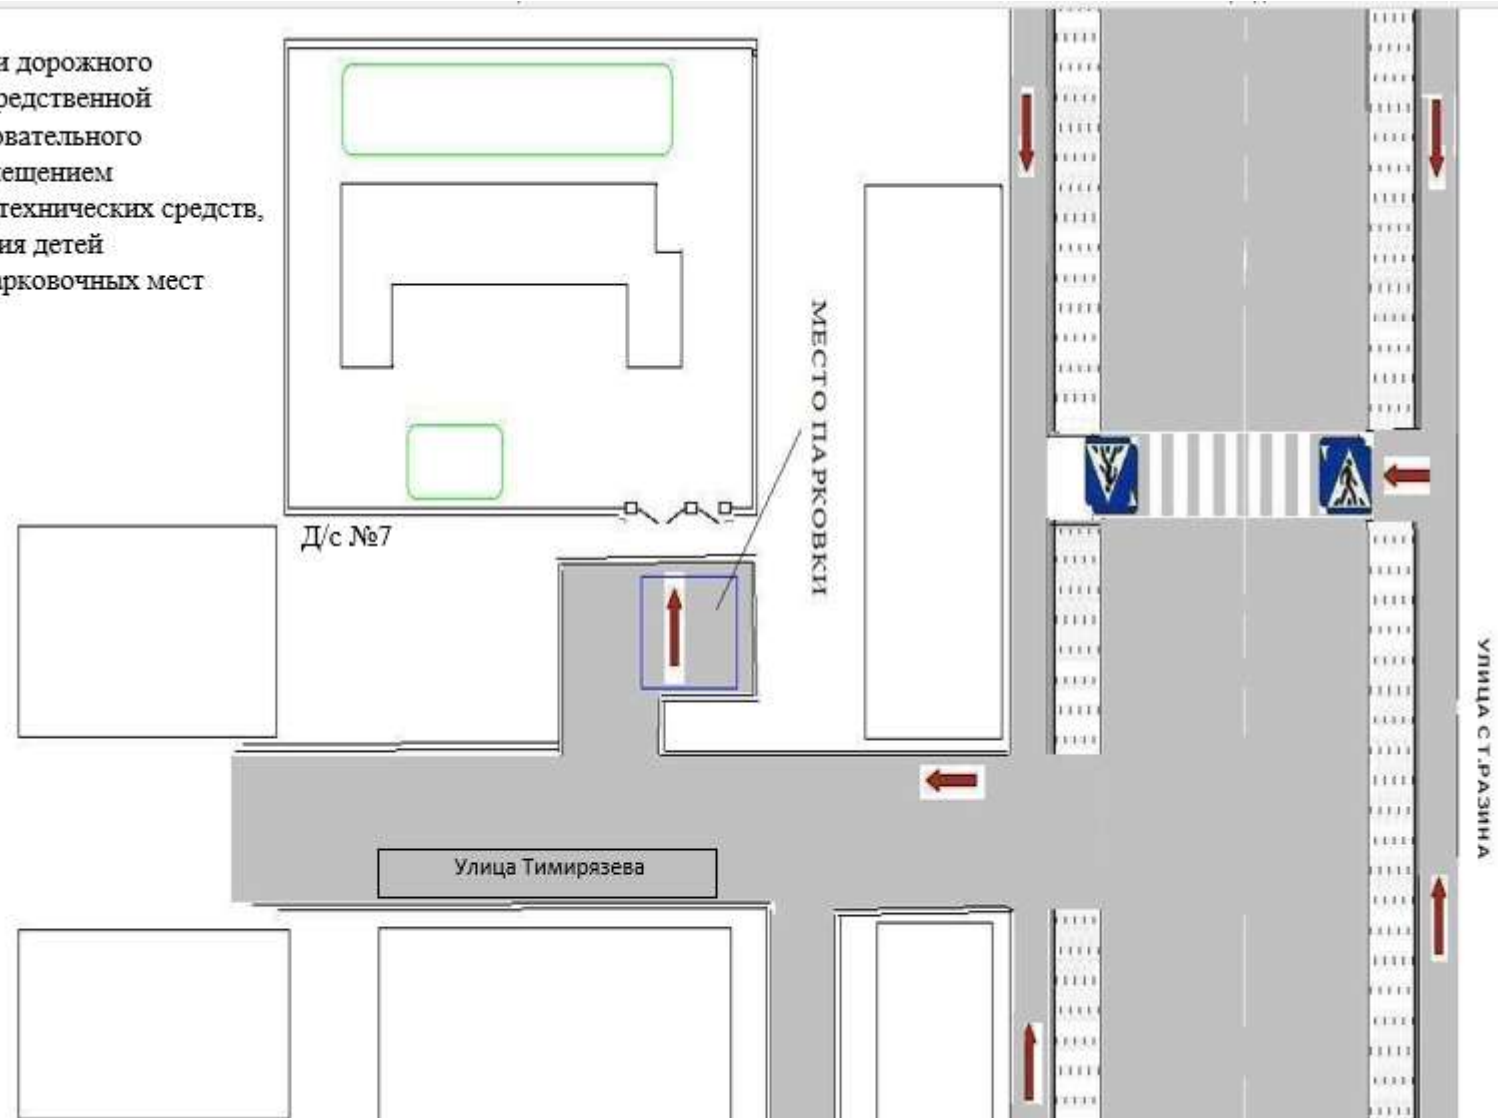 и дорожного
редственной
овательного
ещением
технических средств,
ия детей
арковочных мест
МЕСТО ПАРКОВКИ
Д/с №7
УЛИЦА СТ.РАЗИНА
Улица Тимирязева